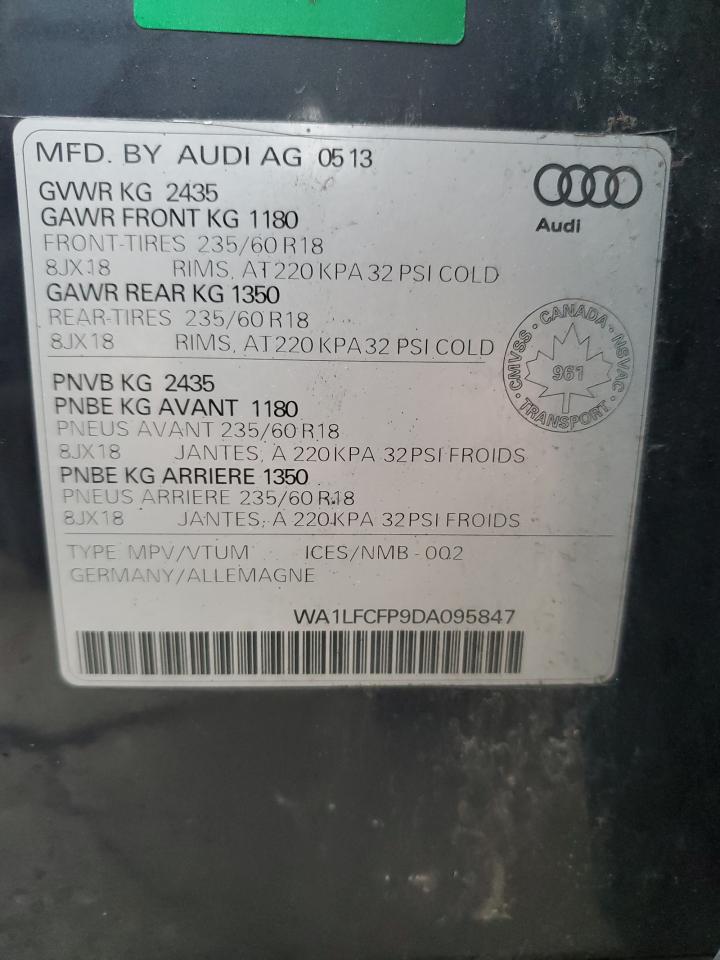 MFD. BY AUDI AG 0513
Audi
GVWR KG 2435
GAWR FRONT KG 1180
FRONT-TIRES 235/60 R18
8JX18 RIMS, AT 220 KPA 32 PSI COLD
GAWR REAR KG 1350
REAR-TIRES 235/60 R18
8JX18 RIMS, AT 220 KPA 32 PSI COLD
CANADA · NSVAC · TRANSPORT · CMVSS ·
961
PNVB KG 2435
PNBE KG AVANT 1180
PNEUS AVANT 235/60 R18
8JX18 JANTES, A 220 KPA 32 PSI FROIDS
PNBE KG ARRIERE 1350
PNEUS ARRIERE 235/60 R18
8JX18 JANTES, A 220 KPA 32 PSI FROIDS
TYPE MPV/VTUM ICES/NMB - 002
GERMANY/ALLEMAGNE
WA1LFCFP9DA095847